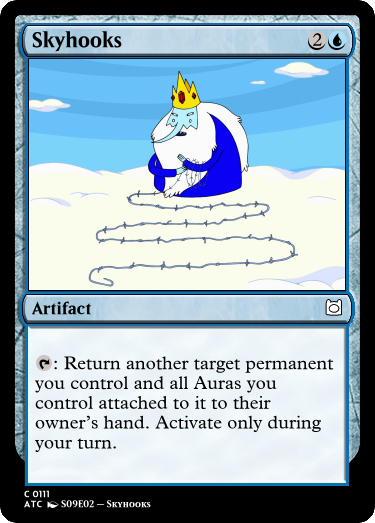 Skyhooks 2
Artifact
: Return another target permanent
you control and all Auras you
control attached to it to their
owner's hand. Activate only during
your turn.
C 0111
ATC S09E02 – Skyhooks